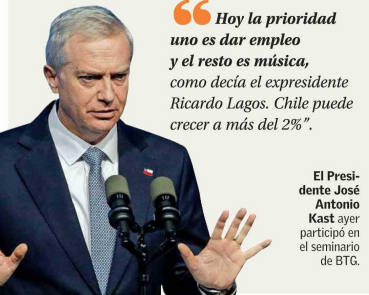 “ Hoy la prioridad
uno es dar empleo
y el resto es música,
como decía el expresidente
Ricardo Lagos. Chile puede
crecer a más del 2%”.
El Presi-
dente José
Antonio
Kast ayer
participó en
el seminario
de BTG.